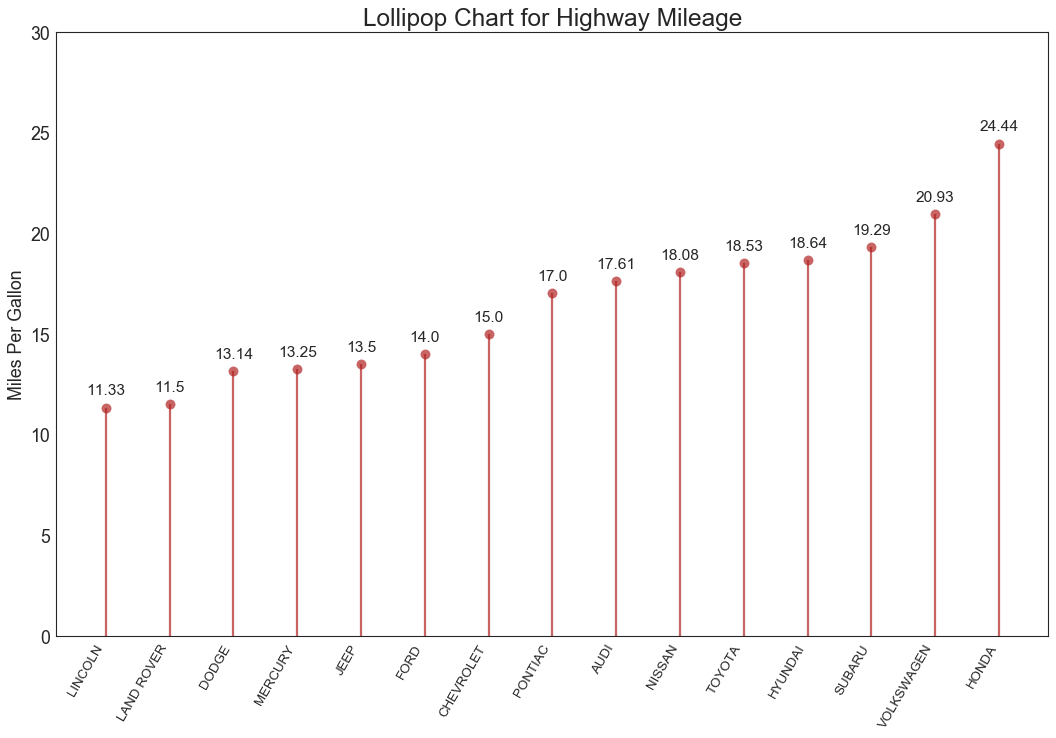 Lollipop Chart for Highway Mileage
Miles Per Gallon
30
25
20
15
10
5
0
11.33
11.5
13.14
13.25
13.5
14.0
15.0
17.0
17.61
18.08
18.53
18.64
19.29
20.93
24.44
LINCOLN
LAND ROVER
DODGE
MERCURY
JEEP
FORD
CHEVROLET
PONTIAC
AUDI
NISSAN
TOYOTA
HYUNDAI
SUBARU
VOLKSWAGEN
HONDA